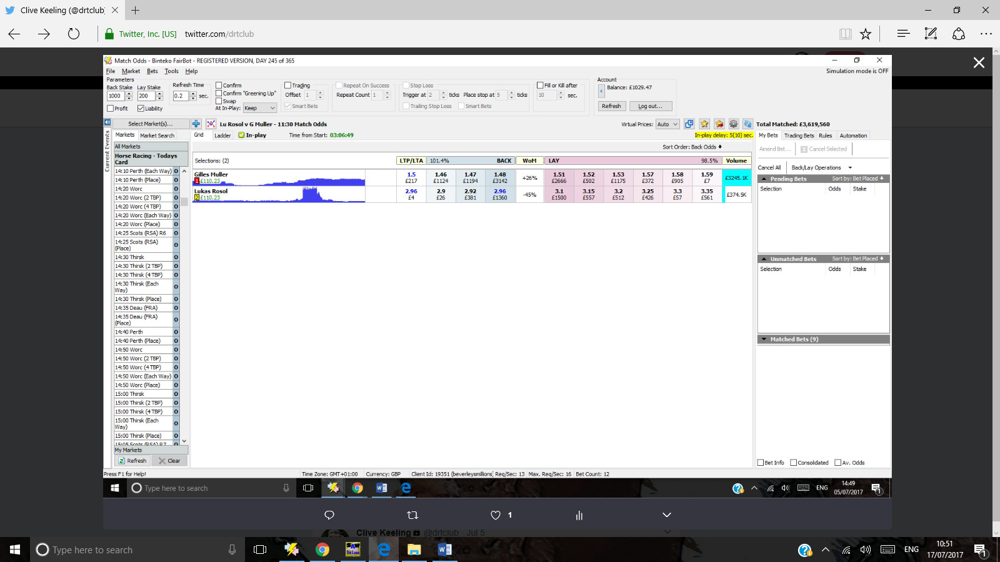 Clive Keeling (@drtclub)
Twitter, Inc. [US] twitter.com/drtclub
Match Odds - Binteko FairBot - REGISTERED VERSION, DAY 245 of 365
File Market Bets Tools Help
Simulation mode is OFF
Parameters
Back Stake Lay Stake Refresh Time
1000 200 0.2 sec.
Profit Liability
Confirm
Confirm "Greening Up"
Swap
At In-Play: Keep
Trading
Offset 1
Smart Bets
Repeat On Success
Repeat Count 1
Stop Loss
Trigger at 2 ticks Place stop at 5 ticks
Trailing Stop Loss Smart Bets
Fill or Kill after
10 sec.
Account
Balance: £1029.47
Refresh Log out...
Current Events
Select Market(s)...
Markets Market Search
All Markets
Horse Racing - Todays Card
14:10 Perth (Each Way) 0
14:10 Perth (Place) 0
14:20 Worc 0
14:20 Worc (2 TBP) 0
14:20 Worc (4 TBP) 0
14:20 Worc (Each Way) 0
14:20 Worc (Place) 0
14:25 Scots (RSA) R6 0
14:25 Scots (RSA) (Place) 0
14:30 Thirsk 0
14:30 Thirsk (2 TBP) 0
14:30 Thirsk (4 TBP) 0
14:30 Thirsk (Each Way) 0
14:30 Thirsk (Place) 0
14:35 Deau (FRA) 0
14:35 Deau (FRA) (Place) 0
14:40 Perth 0
14:40 Perth (Place) 0
14:50 Worc 0
14:50 Worc (2 TBP) 0
14:50 Worc (4 TBP) 0
14:50 Worc (Each Way) 0
14:50 Worc (Place) 0
15:00 Thirsk 0
15:00 Thirsk (2 TBP) 0
15:00 Thirsk (4 TBP) 0
15:00 Thirsk (Each Way) 0
15:00 Thirsk (Place) 0
15:05 Scots (RSA) R7
My Markets
Refresh Clear
Lu Rosol v G Muller - 11:30 Match Odds
Virtual Prices: Auto
Grid Ladder In-play Time from Start: 03:06:49
In-play delay: 5(10) sec.
Sort Order: Back Odds
Selections: (2) LTP/LTA 101.4% BACK WoM LAY 98.5% Volume
Gilles Muller 1.5 1.46 1.47 1.48 +26% 1.51 1.52 1.53 1.57 1.58 1.59 £3245.1K
1 £110.23 £217 £1124 £1194 £3142 £2666 £502 £1175 £372 £905 £7
Lukas Rosol 2.96 2.9 2.92 2.96 -45% 3.1 3.15 3.2 3.25 3.3 3.35 £374.5K
2 £110.23 £4 £26 £381 £1360 £1500 £557 £512 £426 £57 £561
Total Matched: £3,619,560
My Bets Trading Bets Rules Automation
Amend Bet... Cancel Selected
Cancel All Back/Lay Operations
Pending Bets Sort by: Bet Placed
Selection Odds Stake
Unmatched Bets Sort by: Bet Placed
Selection Odds Stake
Matched Bets (9)
Bet Info Consolidated Av. Odds
Press F1 for Help! Time Zone: GMT+01:00 Currency: GBP Client Id: 19351 (beverleysmillions) Req/Sec: 13 Max. Req/Sec: 16 Bet Count: 12
Type here to search ENG 14:49
05/07/2017 1
1
Clive Keeling @drtclub · Jul 5
Type here to search ENG 10:51
17/07/2017 1